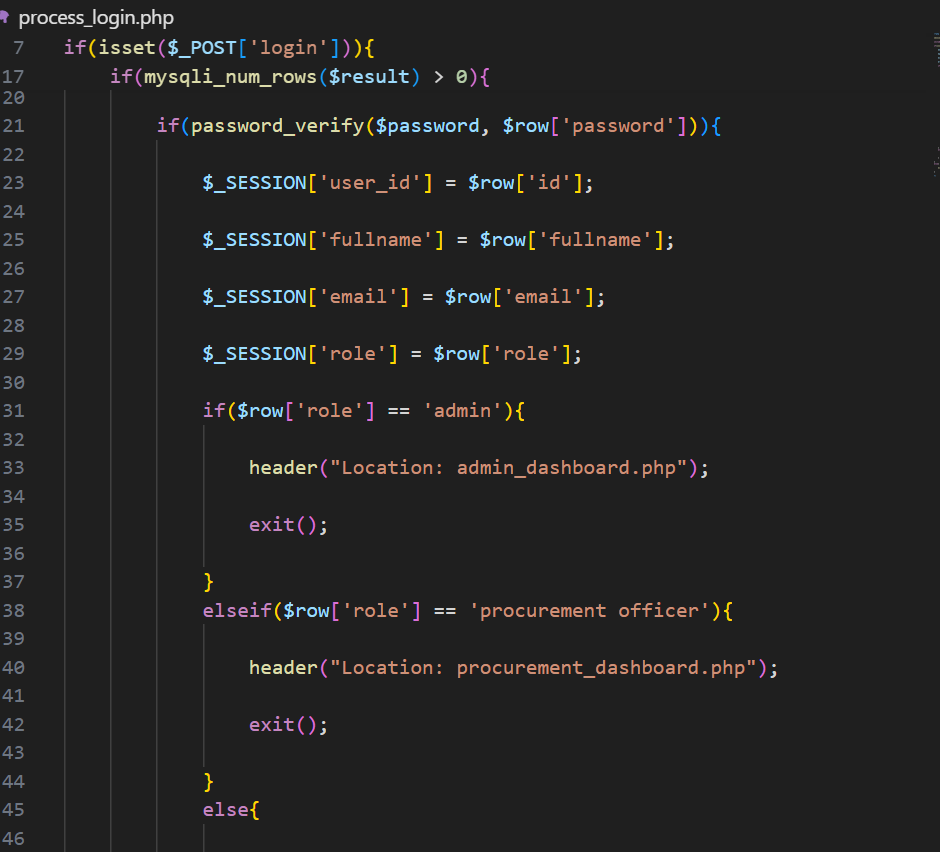 process_login.php
7 if(isset($_POST['login'])){
17 if(mysqli_num_rows($result) > 0){
20
21 if(password_verify($password, $row['password'])){
22
23 $_SESSION['user_id'] = $row['id'];
24
25 $_SESSION['fullname'] = $row['fullname'];
26
27 $_SESSION['email'] = $row['email'];
28
29 $_SESSION['role'] = $row['role'];
30
31 if($row['role'] == 'admin'){
32
33 header("Location: admin_dashboard.php");
34
35 exit();
36
37 }
38 elseif($row['role'] == 'procurement officer'){
39
40 header("Location: procurement_dashboard.php");
41
42 exit();
43
44 }
45 else{
46